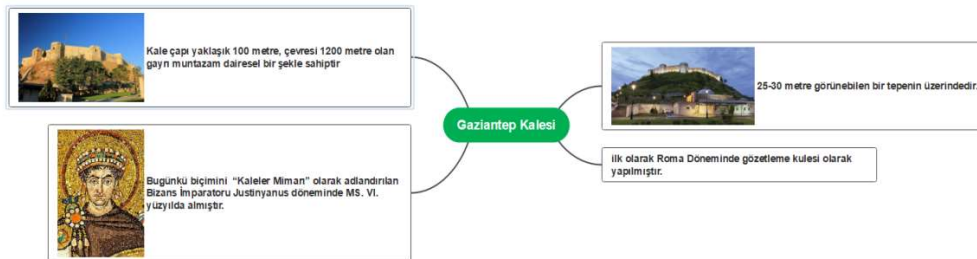 Kale çapı yaklaşık 100 metre, çevresi 1200 metre olan
gayrı muntazam dairesel bir şekle sahiptir
25-30 metre görünebilen bir tepenin üzerindedir.
Gaziantep Kalesi
ilk olarak Roma Döneminde gözetleme kulesi olarak
yapılmıştır.
Bugünkü biçimini “Kaleler Mimarı” olarak adlandırılan
Bizans İmparatoru Justinyanus döneminde MS. VI.
yüzyılda almıştır.